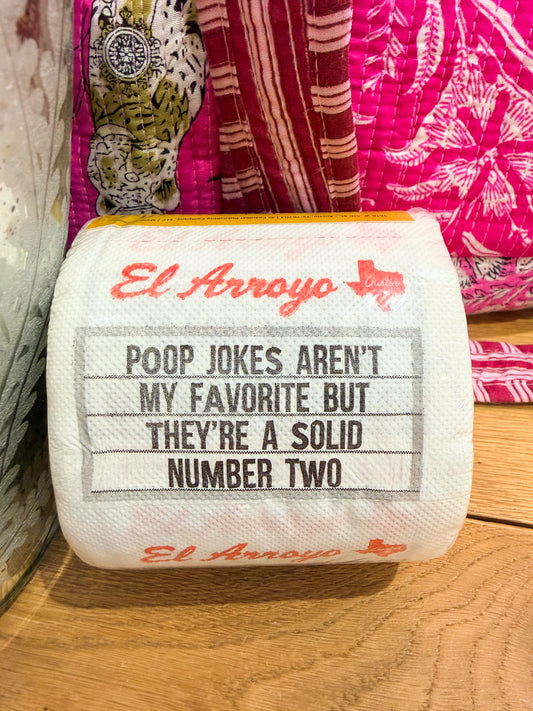 El Arroyo
Austin
POOP JOKES AREN'T
MY FAVORITE BUT
THEY'RE A SOLID
NUMBER TWO
El Arroyo